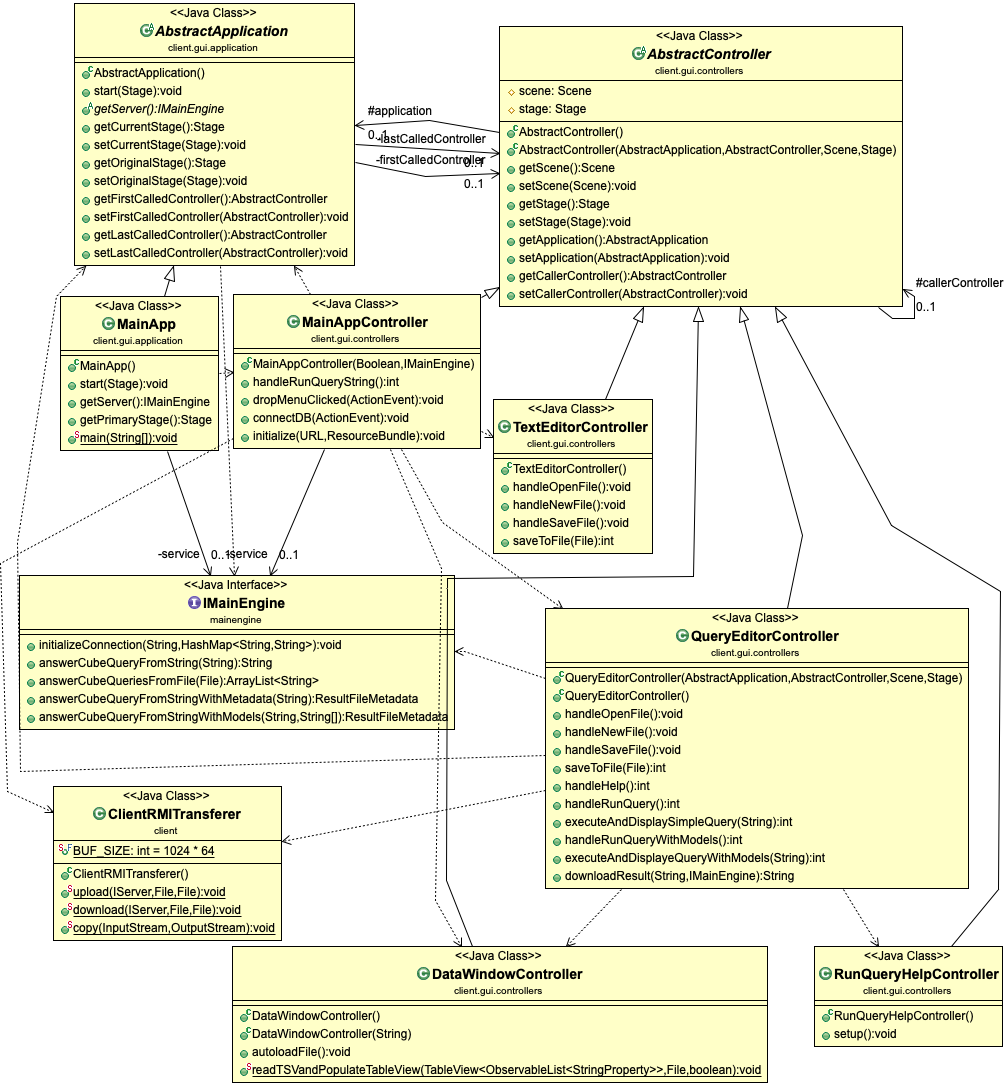 <<Java Class>>
AbstractApplication
client.gui.application
AbstractApplication()
start(Stage):void
getServer():IMainEngine
getCurrentStage():Stage
setCurrentStage(Stage):void
getOriginalStage():Stage
setOriginalStage(Stage):void
getFirstCalledController():AbstractController
setFirstCalledController(AbstractController):void
getLastCalledController():AbstractController
setLastCalledController(AbstractController):void
#application
0..1
-lastCalledController
0..1
-firstCalledController
0..1
<<Java Class>>
AbstractController
client.gui.controllers
scene: Scene
stage: Stage
AbstractController()
AbstractController(AbstractApplication,AbstractController,Scene,Stage)
getScene():Scene
setScene(Scene):void
getStage():Stage
setStage(Stage):void
getApplication():AbstractApplication
setApplication(AbstractApplication):void
getCallerController():AbstractController
setCallerController(AbstractController):void
#callerController
0..1
<<Java Class>>
MainApp
client.gui.application
MainApp()
start(Stage):void
getServer():IMainEngine
getPrimaryStage():Stage
main(String[]):void
<<Java Class>>
MainAppController
client.gui.controllers
MainAppController(Boolean,IMainEngine)
handleRunQueryString():int
dropMenuClicked(ActionEvent):void
connectDB(ActionEvent):void
initialize(URL,ResourceBundle):void
<<Java Class>>
TextEditorController
client.gui.controllers
TextEditorController()
handleOpenFile():void
handleNewFile():void
handleSaveFile():void
saveToFile(File):int
-service
0..1
-service
0..1
<<Java Interface>>
IMainEngine
mainengine
initializeConnection(String,HashMap<String,String>):void
answerCubeQueryFromString(String):String
answerCubeQueriesFromFile(File):ArrayList<String>
answerCubeQueryFromStringWithMetadata(String):ResultFileMetadata
answerCubeQueryFromStringWithModels(String,String[]):ResultFileMetadata
<<Java Class>>
QueryEditorController
client.gui.controllers
QueryEditorController(AbstractApplication,AbstractController,Scene,Stage)
QueryEditorController()
handleOpenFile():void
handleNewFile():void
handleSaveFile():void
saveToFile(File):int
handleHelp():int
handleRunQuery():int
executeAndDisplaySimpleQuery(String):int
handleRunQueryWithModels():int
executeAndDisplayeQueryWithModels(String):int
downloadResult(String,IMainEngine):String
<<Java Class>>
ClientRMITransferer
client
BUF_SIZE: int = 1024 * 64
ClientRMITransferer()
upload(IServer,File,File):void
download(IServer,File,File):void
copy(InputStream,OutputStream):void
<<Java Class>>
DataWindowController
client.gui.controllers
DataWindowController()
DataWindowController(String)
autoloadFile():void
readTSVandPopulateTableView(TableView<ObservableList<StringProperty>>,File,boolean):void
<<Java Class>>
RunQueryHelpController
client.gui.controllers
RunQueryHelpController()
setup():void